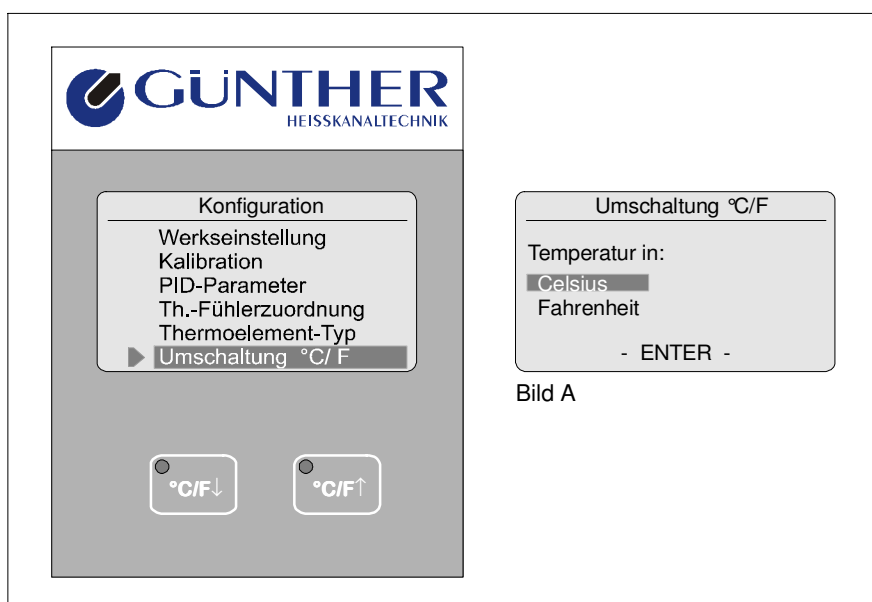 GÜNTHER
HEISSKANALTECHNIK
Konfiguration
Werkseinstellung
Kalibration
PID-Parameter
Th.-Fühlerzuordnung
Thermoelement-Typ
Umschaltung °C/ F
°C/F↓
°C/F↑
Umschaltung °C/F
Temperatur in:
Celsius
Fahrenheit
- ENTER -
Bild A